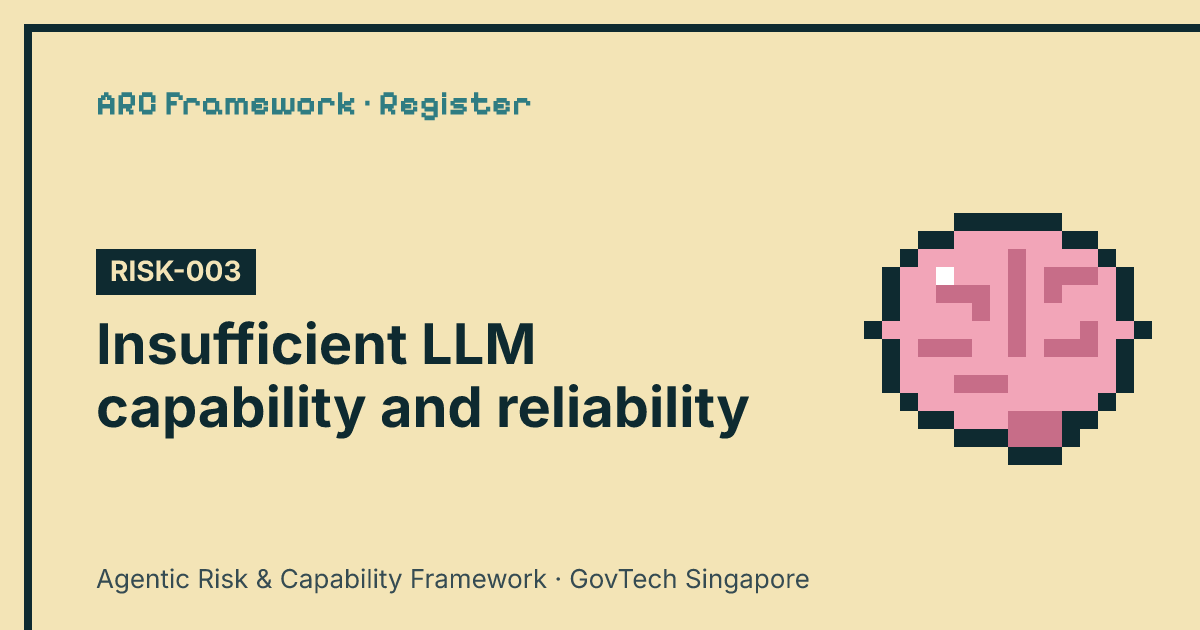 ARC Framework · Register
RISK-003
Insufficient LLM
capability and reliability
Agentic Risk & Capability Framework · GovTech Singapore